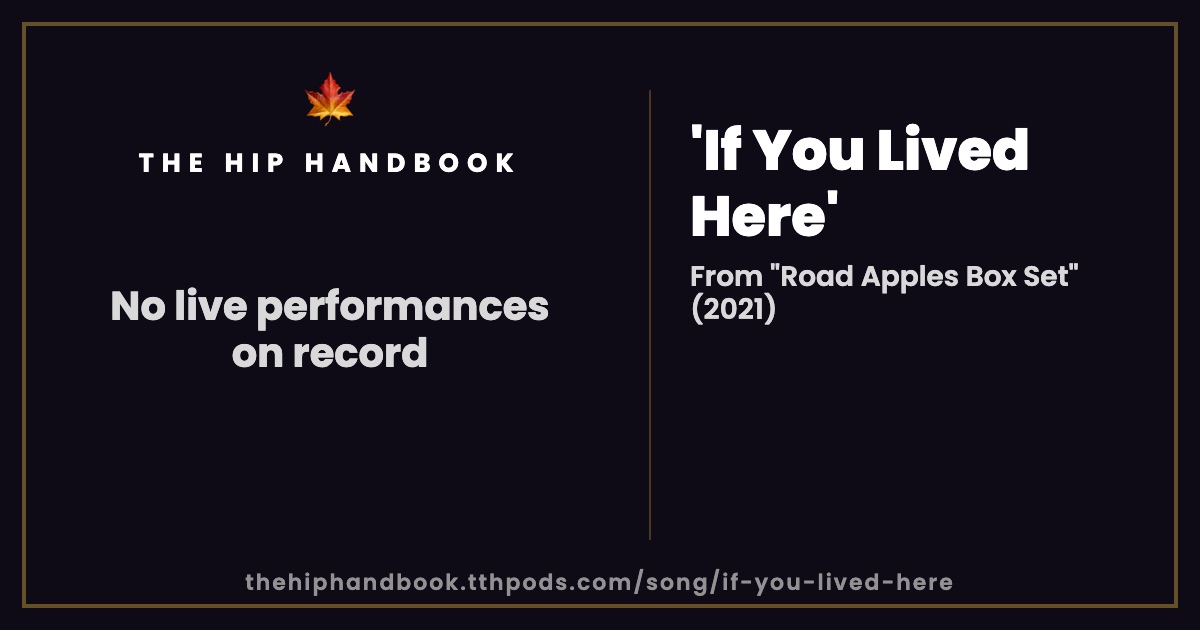 THE HIP HANDBOOK
No live performances
on record
'If You Lived
Here'
From "Road Apples Box Set"
(2021)
thehiphandbook.tthpods.com/song/if-you-lived-here